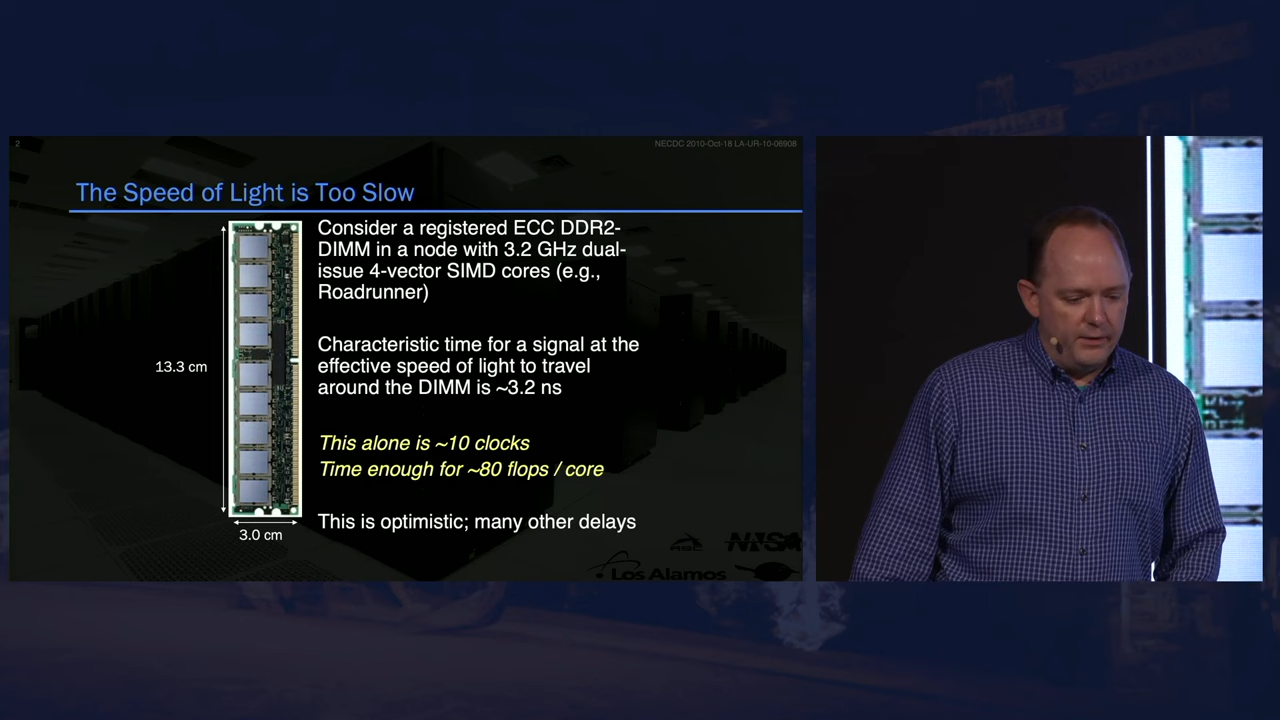 2
NECDC 2010-Oct-18 LA-UR-10-06908
The Speed of Light is Too Slow
Consider a registered ECC DDR2-
DIMM in a node with 3.2 GHz dual-
issue 4-vector SIMD cores (e.g.,
Roadrunner)
Characteristic time for a signal at the
effective speed of light to travel
around the DIMM is ~3.2 ns
13.3 cm
This alone is ~10 clocks
Time enough for ~80 flops / core
This is optimistic; many other delays
3.0 cm
Los Alamos